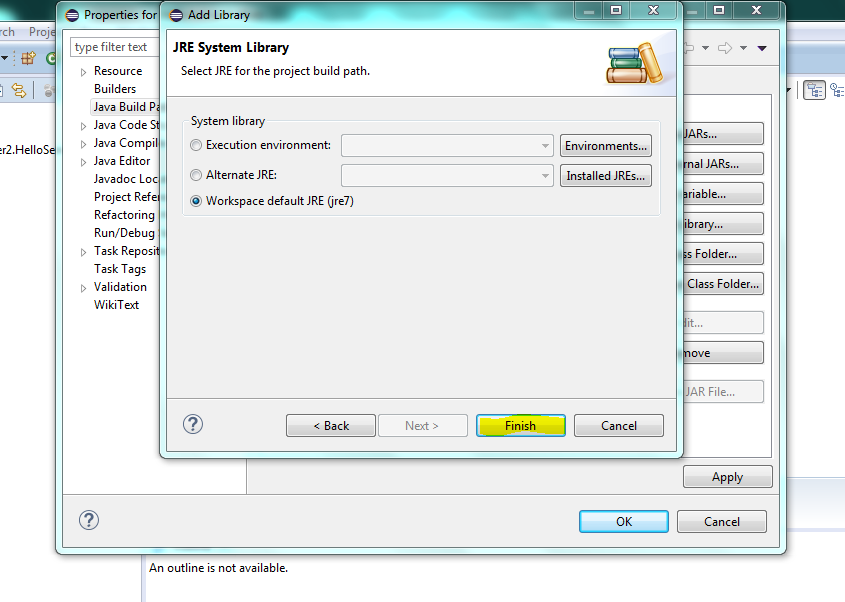 Properties for
Add Library
rch Proje
type filter text
JRE System Library
Select JRE for the project build path.
Resource
Builders
Java Build Pa
Java Code St
Java Compile
Java Editor
Javadoc Loc
Project Refer
Refactoring
Run/Debug
Task Reposit
Task Tags
Validation
WikiText
er2.HelloSe
System library
Execution environment:
Environments...
Alternate JRE:
Installed JREs...
Workspace default JRE (jre7)
JARs...
rnal JARs...
ariable...
ibrary...
ss Folder...
Class Folder...
dit...
move
JAR File...
?
< Back
Next >
Finish
Cancel
Apply
?
OK
Cancel
An outline is not available.